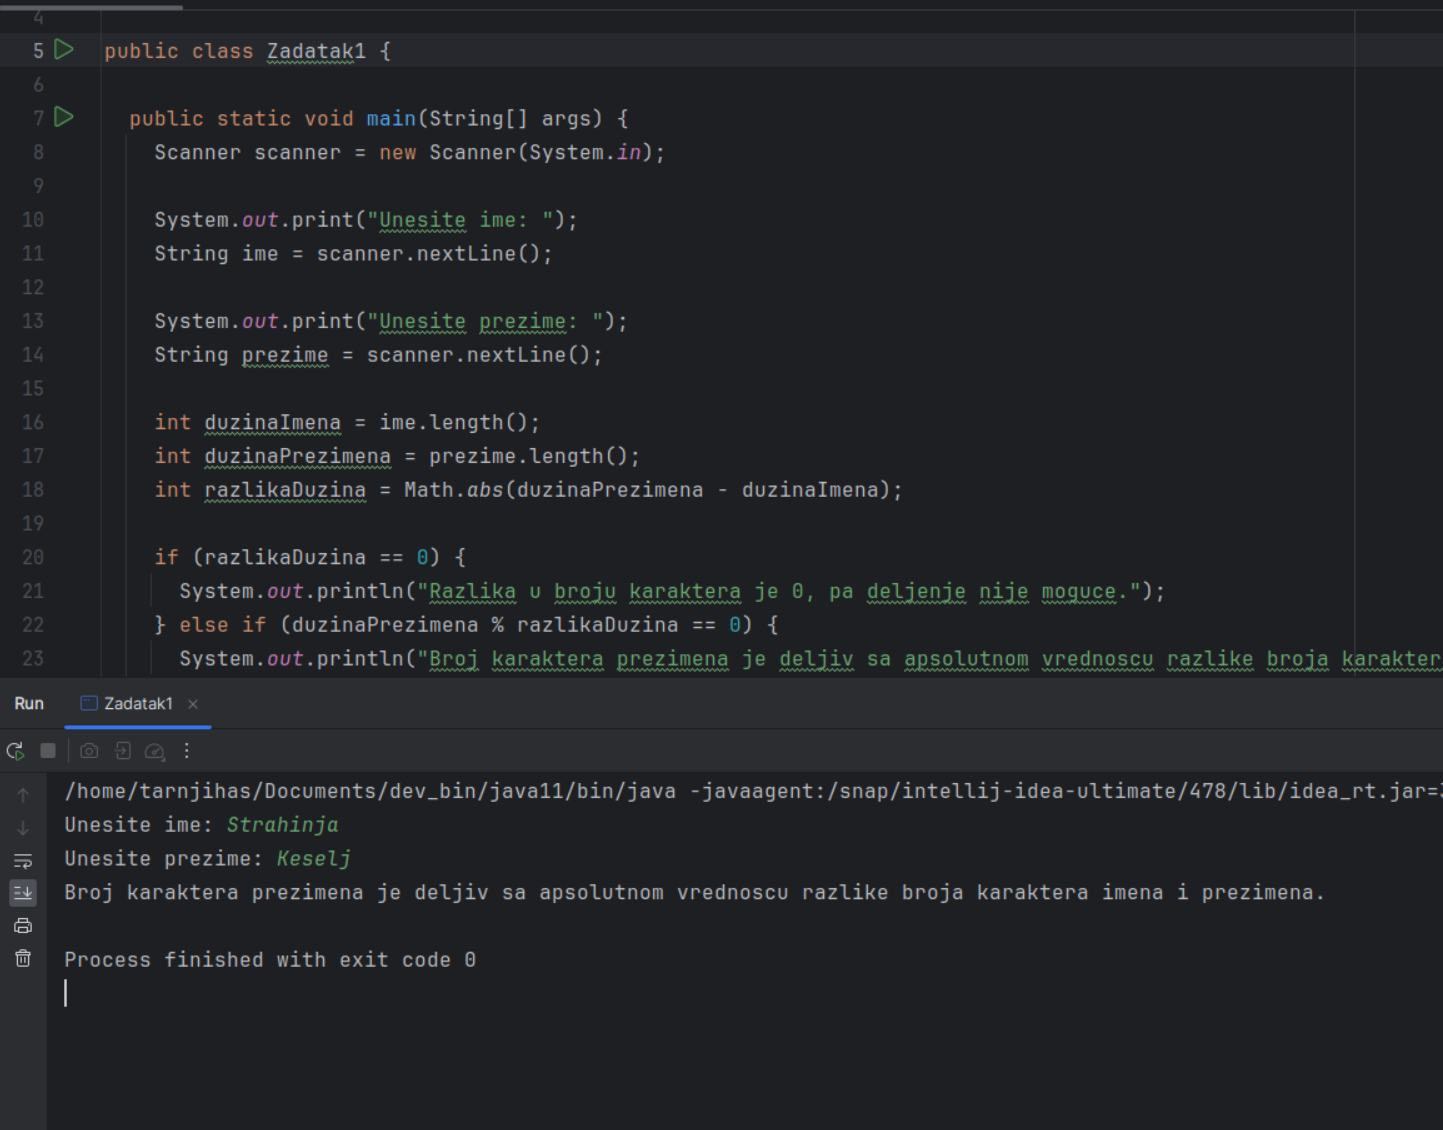 4
5 public class Zadatak1 {
6
7 public static void main(String[] args) {
8 Scanner scanner = new Scanner(System.in);
9
10 System.out.print("Unesite ime: ");
11 String ime = scanner.nextLine();
12
13 System.out.print("Unesite prezime: ");
14 String prezime = scanner.nextLine();
15
16 int duzinaImena = ime.length();
17 int duzinaPrezimena = prezime.length();
18 int razlikaDuzina = Math.abs(duzinaPrezimena - duzinaImena);
19
20 if (razlikaDuzina == 0) {
21 System.out.println("Razlika u broju karaktera je 0, pa deljenje nije moguce.");
22 } else if (duzinaPrezimena % razlikaDuzina == 0) {
23 System.out.println("Broj karaktera prezimena je deljiv sa apsolutnom vrednoscu razlike broja karakter
Run Zadatak1
/home/tarnjihas/Documents/dev_bin/java11/bin/java -javaagent:/snap/intellij-idea-ultimate/478/lib/idea_rt.jar=
Unesite ime: Strahinja
Unesite prezime: Keselj
Broj karaktera prezimena je deljiv sa apsolutnom vrednoscu razlike broja karaktera imena i prezimena.
Process finished with exit code 0